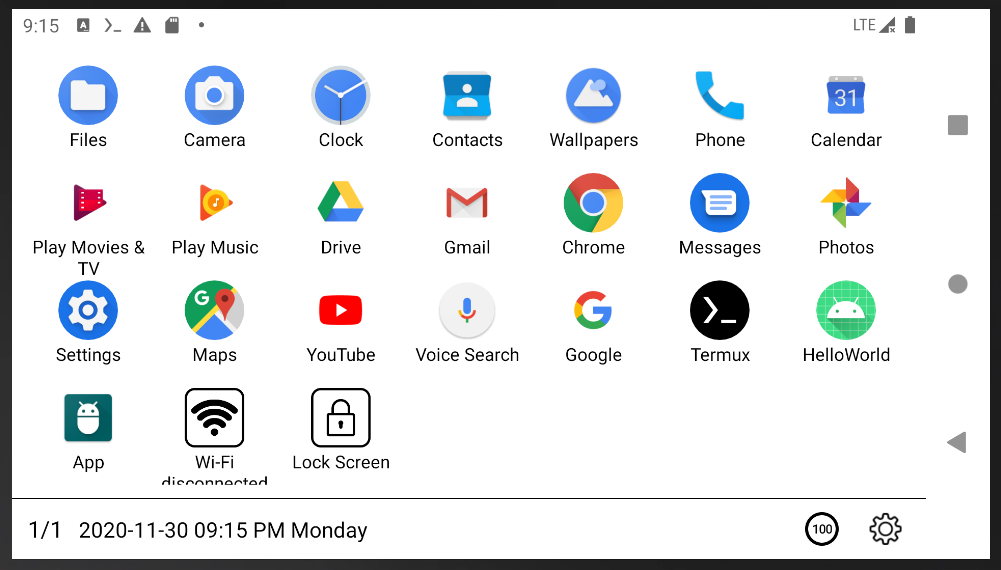 9:15 A LTE
Files Camera Clock Contacts Wallpapers Phone 31 Calendar
Play Movies & Play Music Drive Gmail Chrome Messages Photos
TV
Settings G Maps YouTube Voice Search Google Termux HelloWorld
App Wi-Fi Lock Screen
disconnected
1/1 2020-11-30 09:15 PM Monday 100